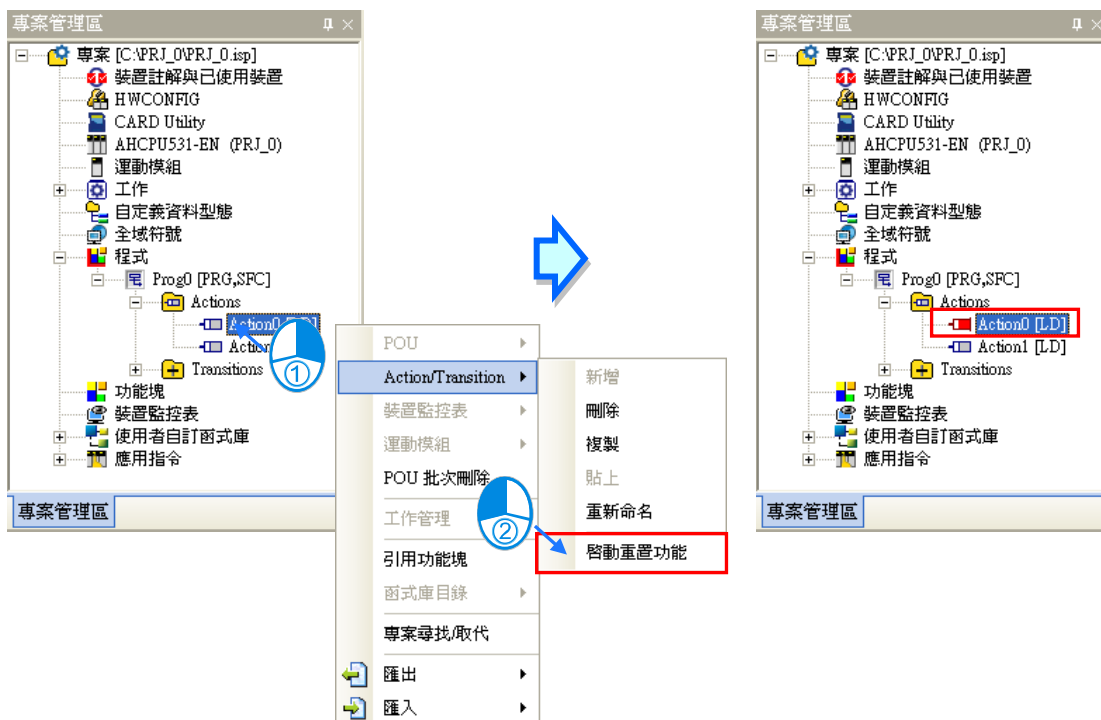 專案管理區
專案 [C:\PRJ_0\PRJ_0.isp]
裝置註解與已使用裝置
HWCONFIG
CARD Utility
AHCPU531-EN (PRJ_0)
運動模組
工作
自定義資料型態
全域符號
程式
Prog0 [PRG,SFC]
Actions
Action0
Action
Transitions
功能塊
裝置監控表
使用者自訂函式庫
應用指令
專案管理區
①
POU
Action/Transition
裝置監控表
運動模組
POU 批次刪除
工作管理
引用功能塊
函式庫目錄
專案尋找/取代
匯出
匯入
新增
刪除
複製
貼上
重新命名
啟動重置功能
②
專案管理區
專案 [C:\PRJ_0\PRJ_0.isp]
裝置註解與已使用裝置
HWCONFIG
CARD Utility
AHCPU531-EN (PRJ_0)
運動模組
工作
自定義資料型態
全域符號
程式
Prog0 [PRG,SFC]
Actions
Action0 [LD]
Action1 [LD]
Transitions
功能塊
裝置監控表
使用者自訂函式庫
應用指令
專案管理區